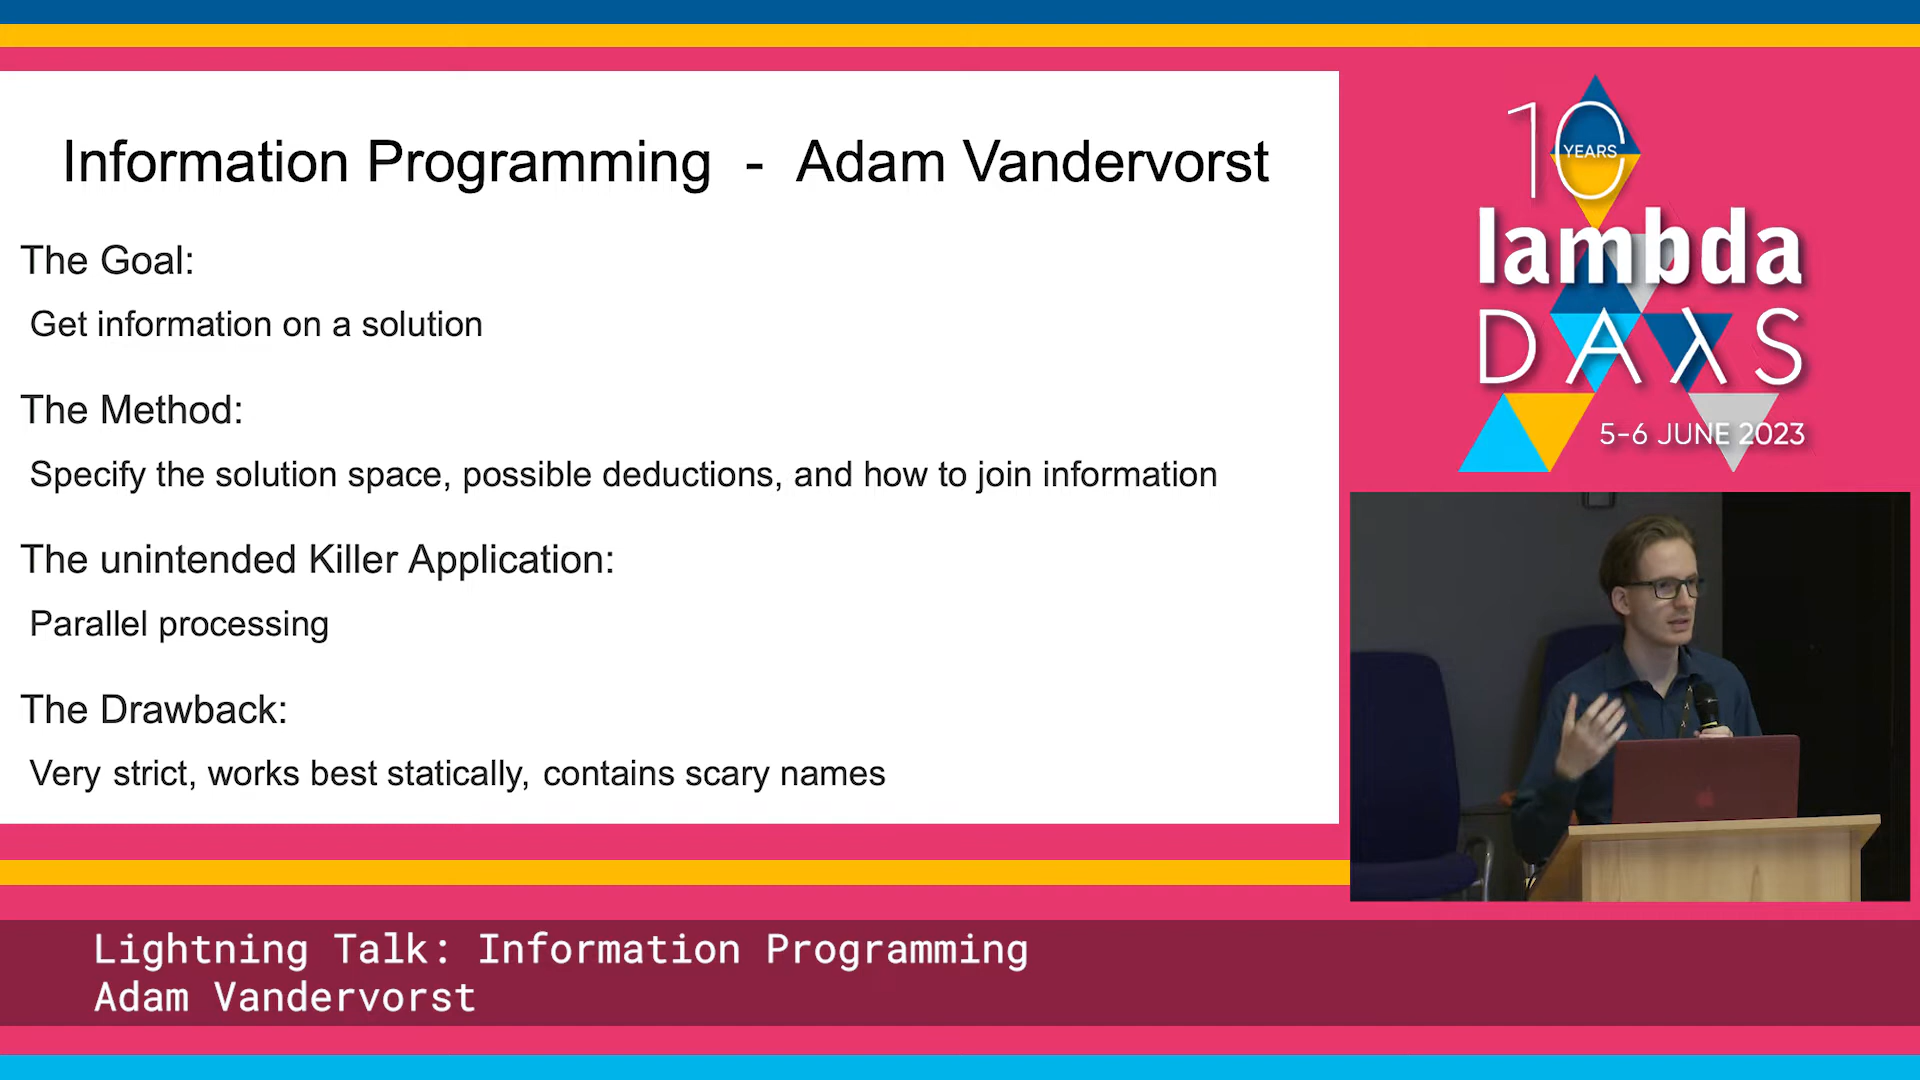 Information Programming - Adam Vandervorst
The Goal:
Get information on a solution
The Method:
Specify the solution space, possible deductions, and how to join information
The unintended Killer Application:
Parallel processing
The Drawback:
Very strict, works best statically, contains scary names
10
YEARS
lambda
DAλS
5-6 JUNE 2023
Lightning Talk: Information Programming
Adam Vandervorst